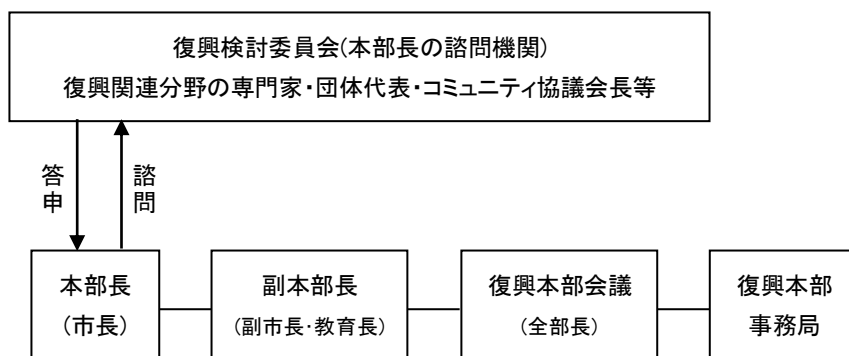 復興検討委員会(本部長の諮問機関)
復興関連分野の専門家・団体代表・コミュニティ協議会長等
答申
諮問
本部長
(市長)
副本部長
(副市長・教育長)
復興本部会議
(全部長)
復興本部
事務局